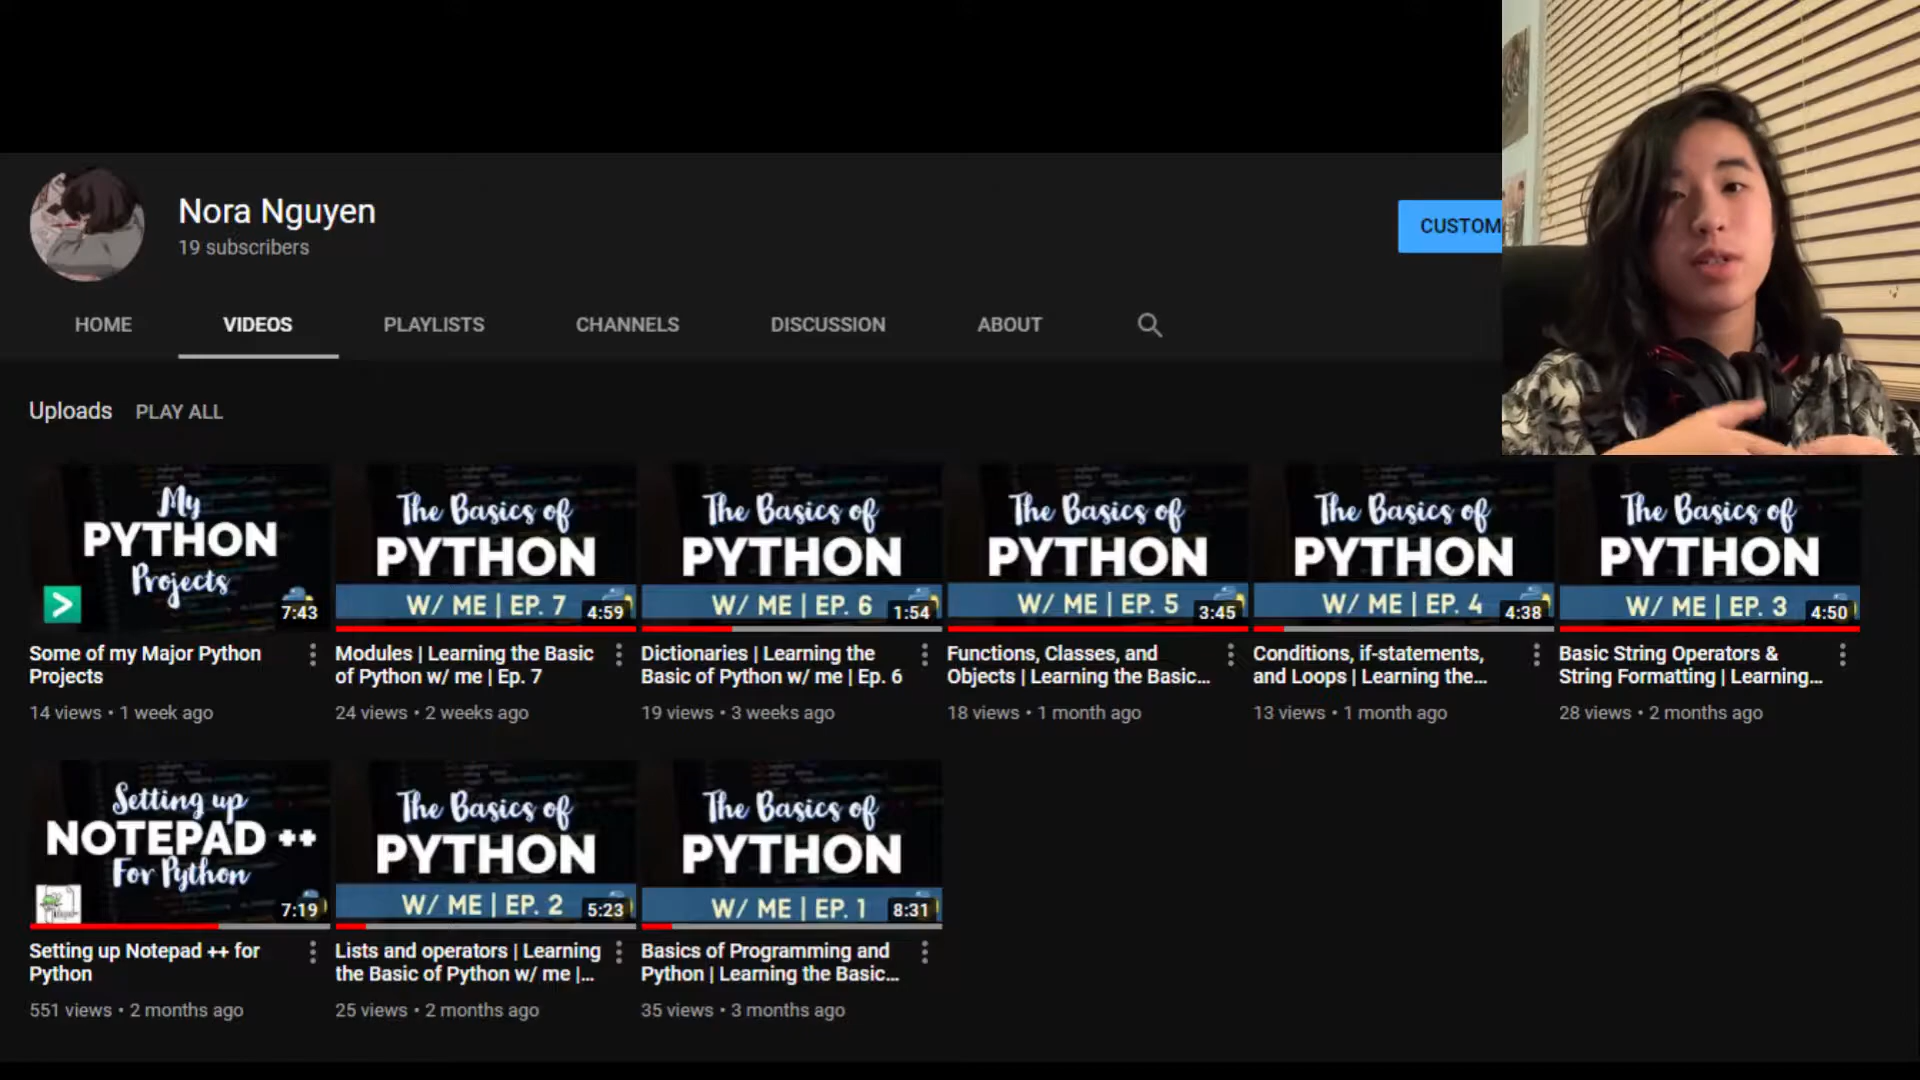 Nora Nguyen
19 subscribers
CUSTOM
HOME
VIDEOS
PLAYLISTS
CHANNELS
DISCUSSION
ABOUT
Uploads
PLAY ALL
My
PYTHON
Projects
7:43
Some of my Major Python
Projects
14 views • 1 week ago
The Basics of
PYTHON
W/ ME | EP. 7
4:59
Modules | Learning the Basic
of Python w/ me | Ep. 7
24 views • 2 weeks ago
The Basics of
PYTHON
W/ ME | EP. 6
1:54
Dictionaries | Learning the
Basic of Python w/ me | Ep. 6
19 views • 3 weeks ago
The Basics of
PYTHON
W/ ME | EP. 5
3:45
Functions, Classes, and
Objects | Learning the Basic...
18 views • 1 month ago
The Basics of
PYTHON
W/ ME | EP. 4
4:38
Conditions, if-statements,
and Loops | Learning the...
13 views • 1 month ago
The Basics of
PYTHON
W/ ME | EP. 3
4:50
Basic String Operators &
String Formatting | Learning...
28 views • 2 months ago
Setting up
NOTEPAD ++
For Python
7:19
Setting up Notepad ++ for
Python
551 views • 2 months ago
The Basics of
PYTHON
W/ ME | EP. 2
5:23
Lists and operators | Learning
the Basic of Python w/ me |...
25 views • 2 months ago
The Basics of
PYTHON
W/ ME | EP. 1
8:31
Basics of Programming and
Python | Learning the Basic...
35 views • 3 months ago